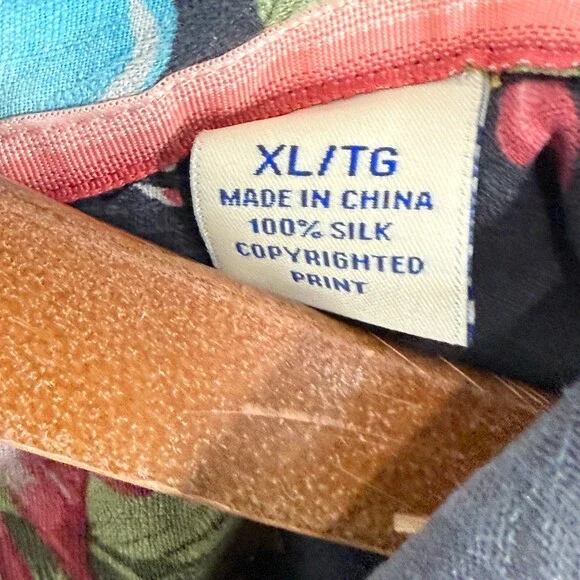 XL/TG
MADE IN CHINA
100% SILK
COPYRIGHTED
PRINT